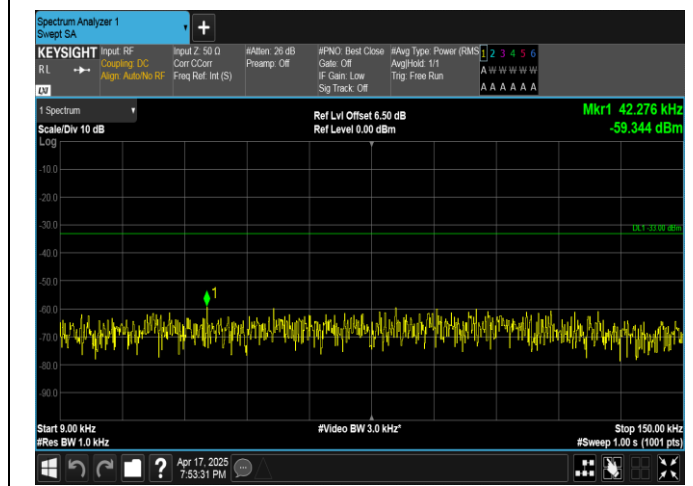 Spectrum Analyzer 1
Swept SA
+
KEYSIGHT Input: RF Input Z: 50 Ω #Atten: 26 dB #PNO: Best Close #Avg Type: Power (RMS 1 2 3 4 5 6
RL Coupling: DC Corr CCorr Preamp: Off Gate: Off Avg|Hold: 1/1 A W W W W W
Align: Auto/No RF Freq Ref: Int (S) IF Gain: Low Trig: Free Run
LXI Sig Track: Off A A A A A A
1 Spectrum Ref Lvl Offset 6.50 dB Mkr1 42.276 kHz
Scale/Div 10 dB Ref Level 0.00 dBm -59.344 dBm
Log
-10.0
-20.0
-30.0
DL1 -33.00 dBm
-40.0
-50.0
1
-60.0
-70.0
-80.0
-90.0
Start 9.00 kHz #Video BW 3.0 kHz* Stop 150.00 kHz
#Res BW 1.0 kHz #Sweep 1.00 s (1001 pts)
? Apr 17, 2025
7:53:31 PM